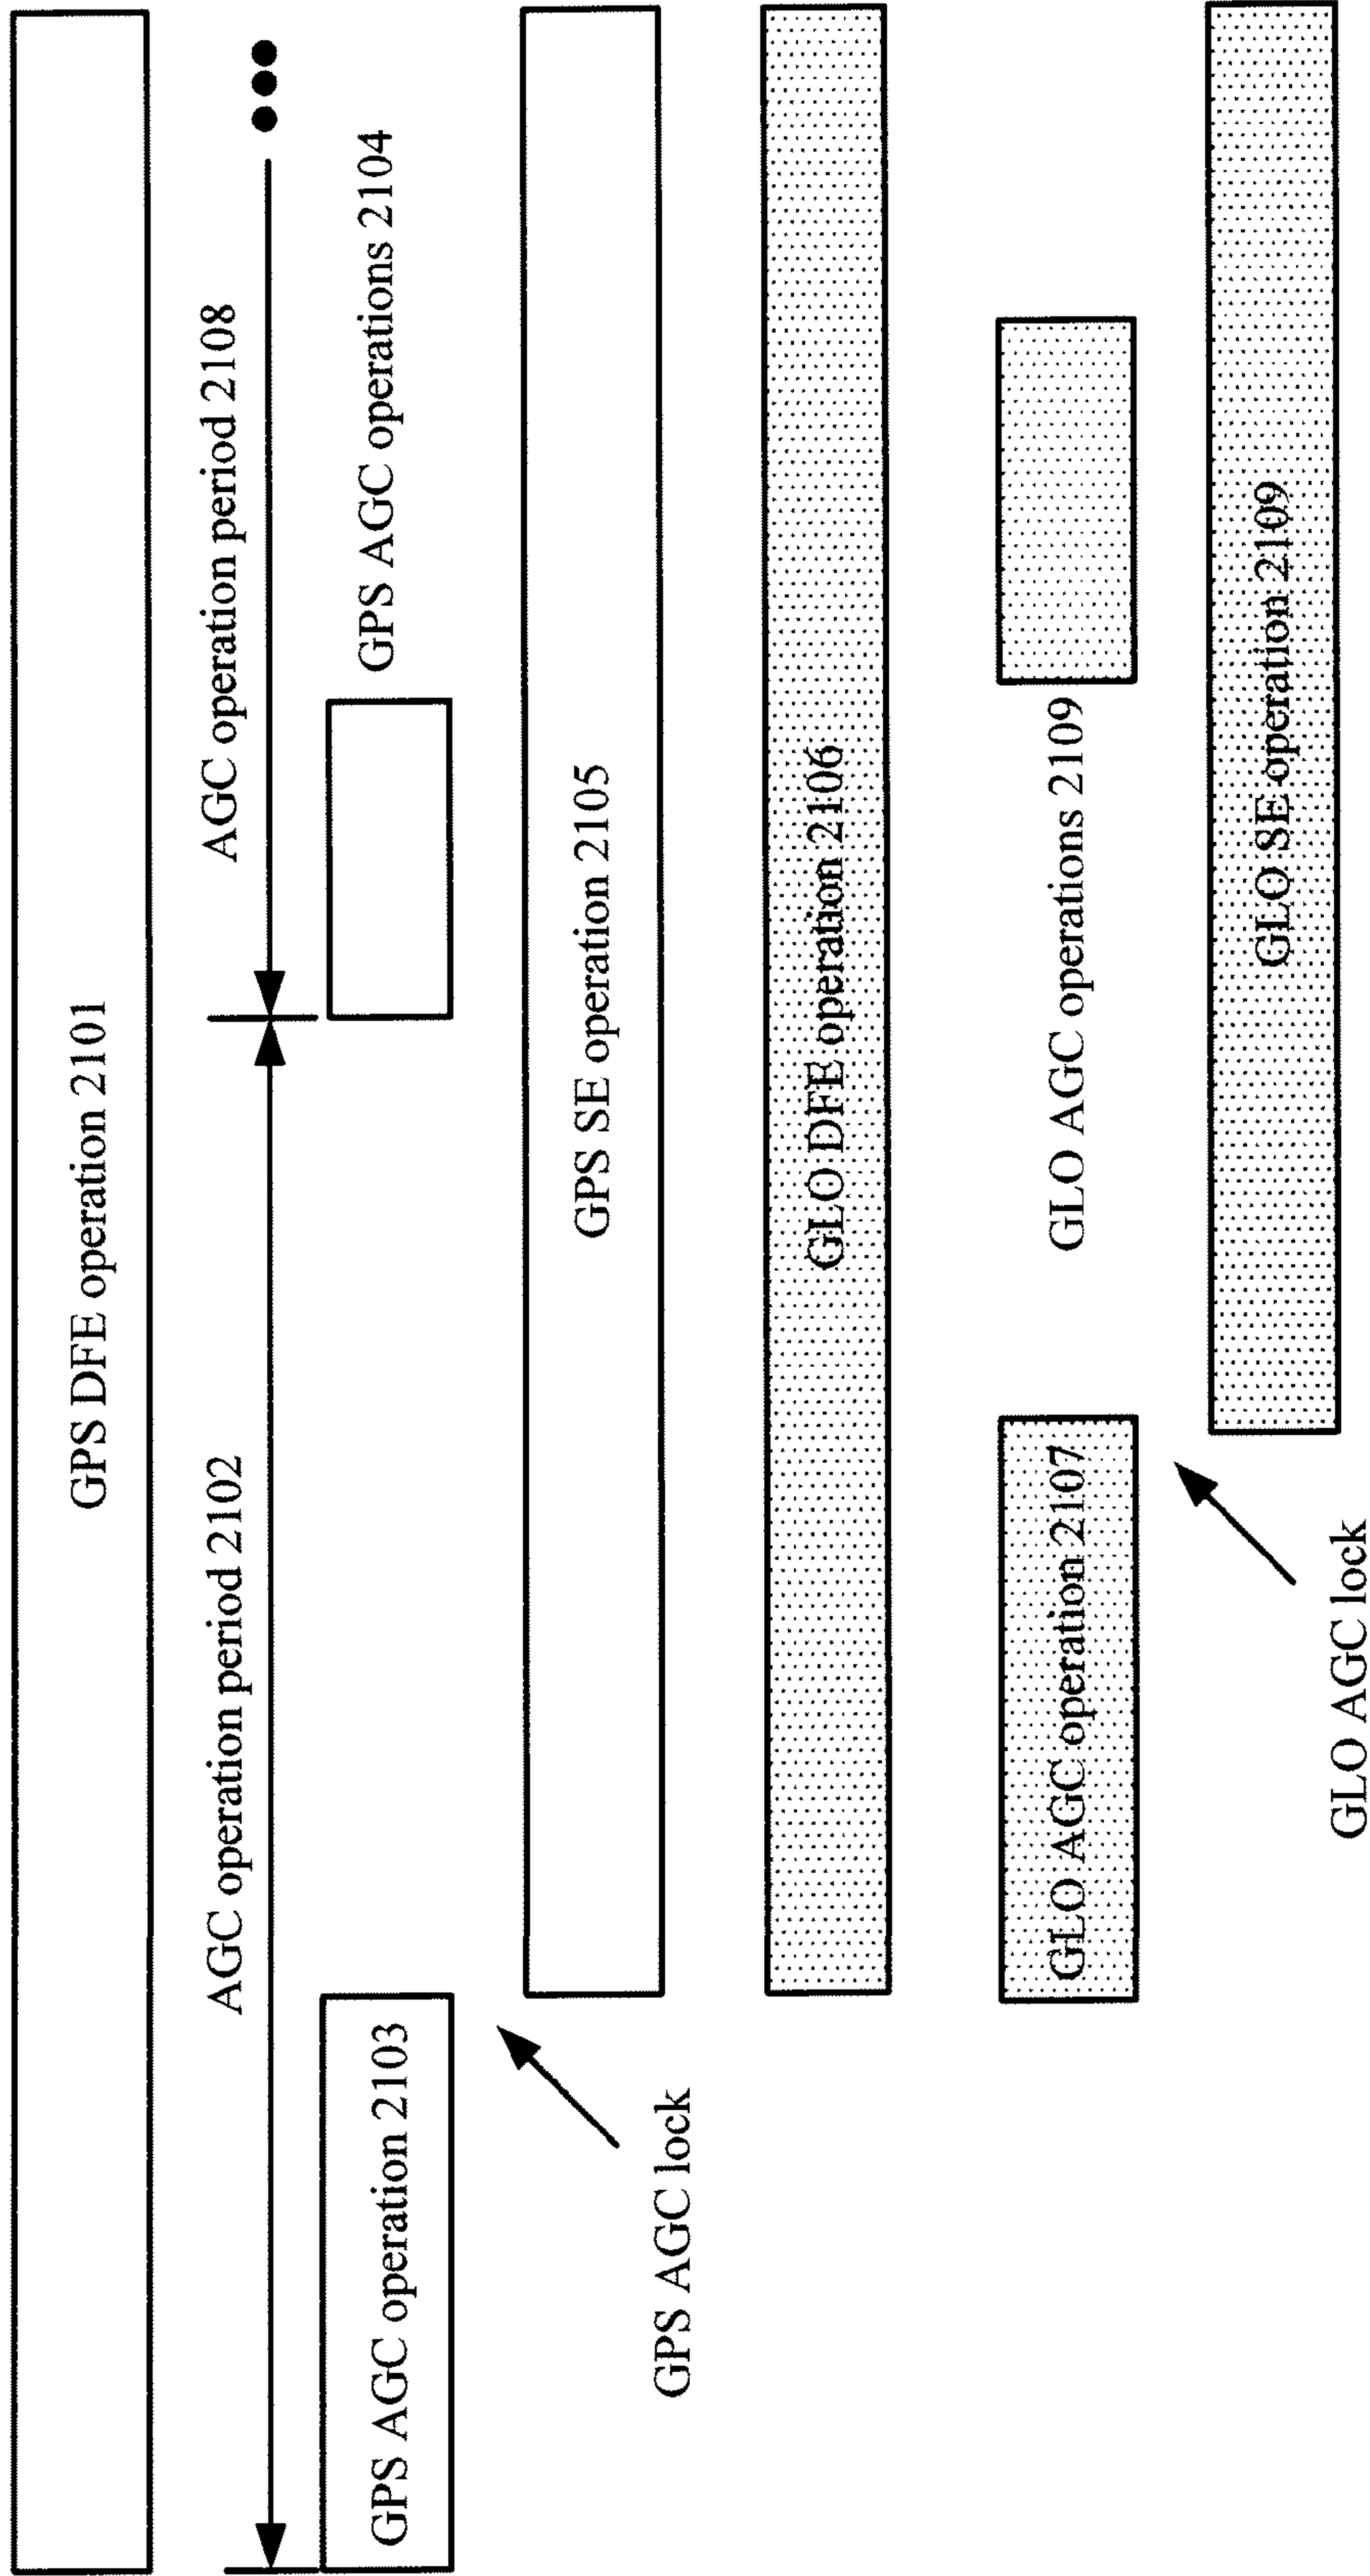 GPS DFE operation 2101
AGC operation period 2102
AGC operation period 2108
GPS AGC operation 2103
GPS AGC operations 2104
GPS AGC lock
GPS SE operation 2105
GLO DFE operation 2106
GLO AGC operation 2107
GLO AGC operations 2109
GLO AGC lock
GLO SE operation 2109